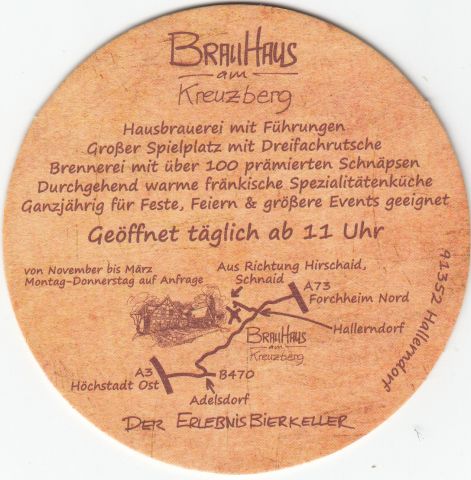 BRAUHAUS
am
Kreuzberg
Hausbrauerei mit Führungen
Großer Spielplatz mit Dreifachrutsche
Brennerei mit über 100 prämierten Schnäpsen
Durchgehend warme fränkische Spezialitätenküche
Ganzjährig für Feste, Feiern & größere Events geeignet
Geöffnet täglich ab 11 Uhr
von November bis März
Montag-Donnerstag auf Anfrage
Aus Richtung Hirschaid,
Schnaid
A73
Forchheim Nord
Hallerndorf
BRAUHAUS
am
Kreuzberg
A3
Höchstadt Ost
B470
Adelsdorf
91352 Hallerndorf
DER ERLEBNISBIERKELLER